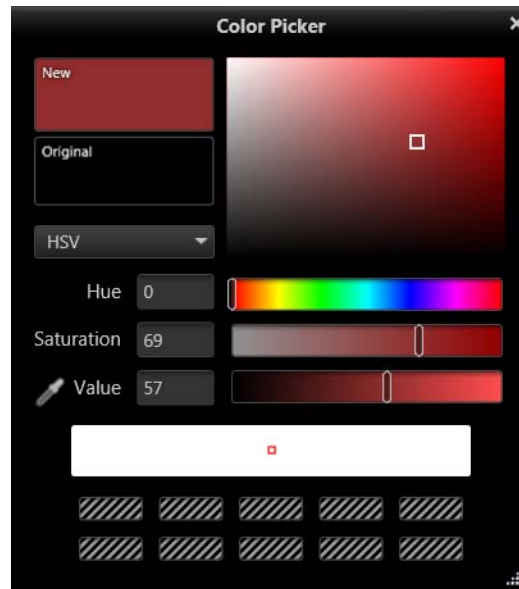 Color Picker
New
Original
HSV
Hue 0
Saturation 69
Value 57